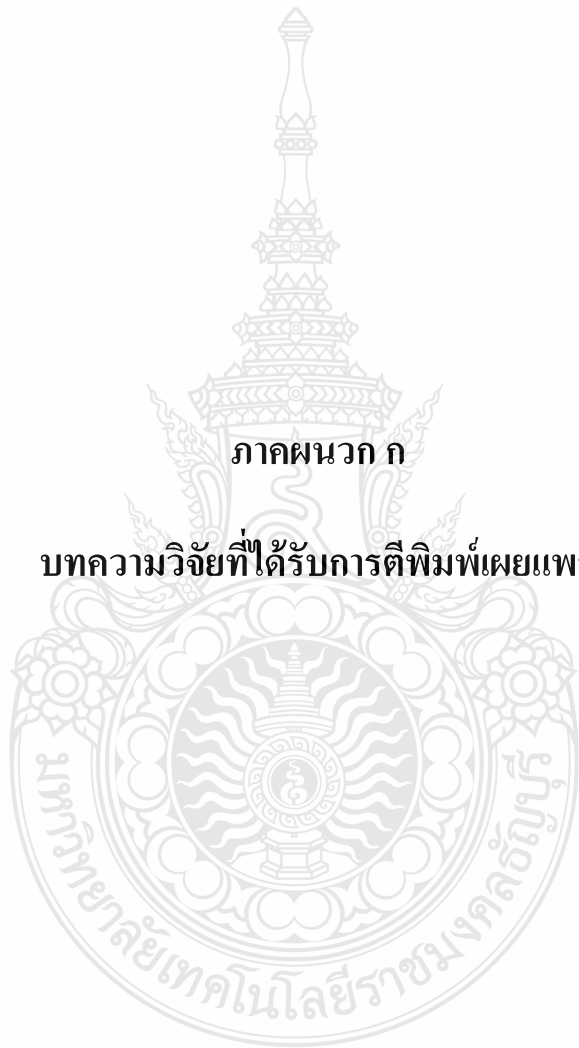 ภาคผนวก ก
บทความวิจัยที่ได้รับการตีพิมพ์เผยแพ
มหาวิทยาลัยเทคโนโลยีราชมงคลธัญบุรี